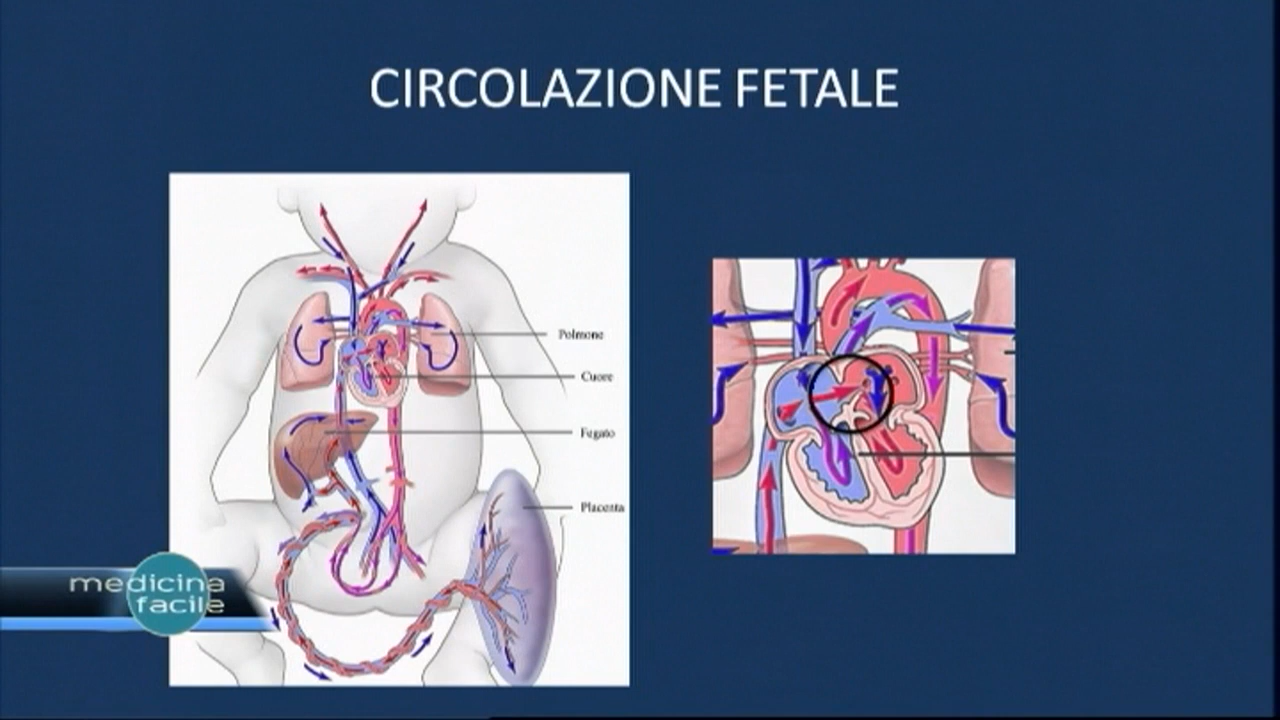 CIRCOLAZIONE FETALE
Polmone
Cuore
Fegato
Placenta
medicina
facile